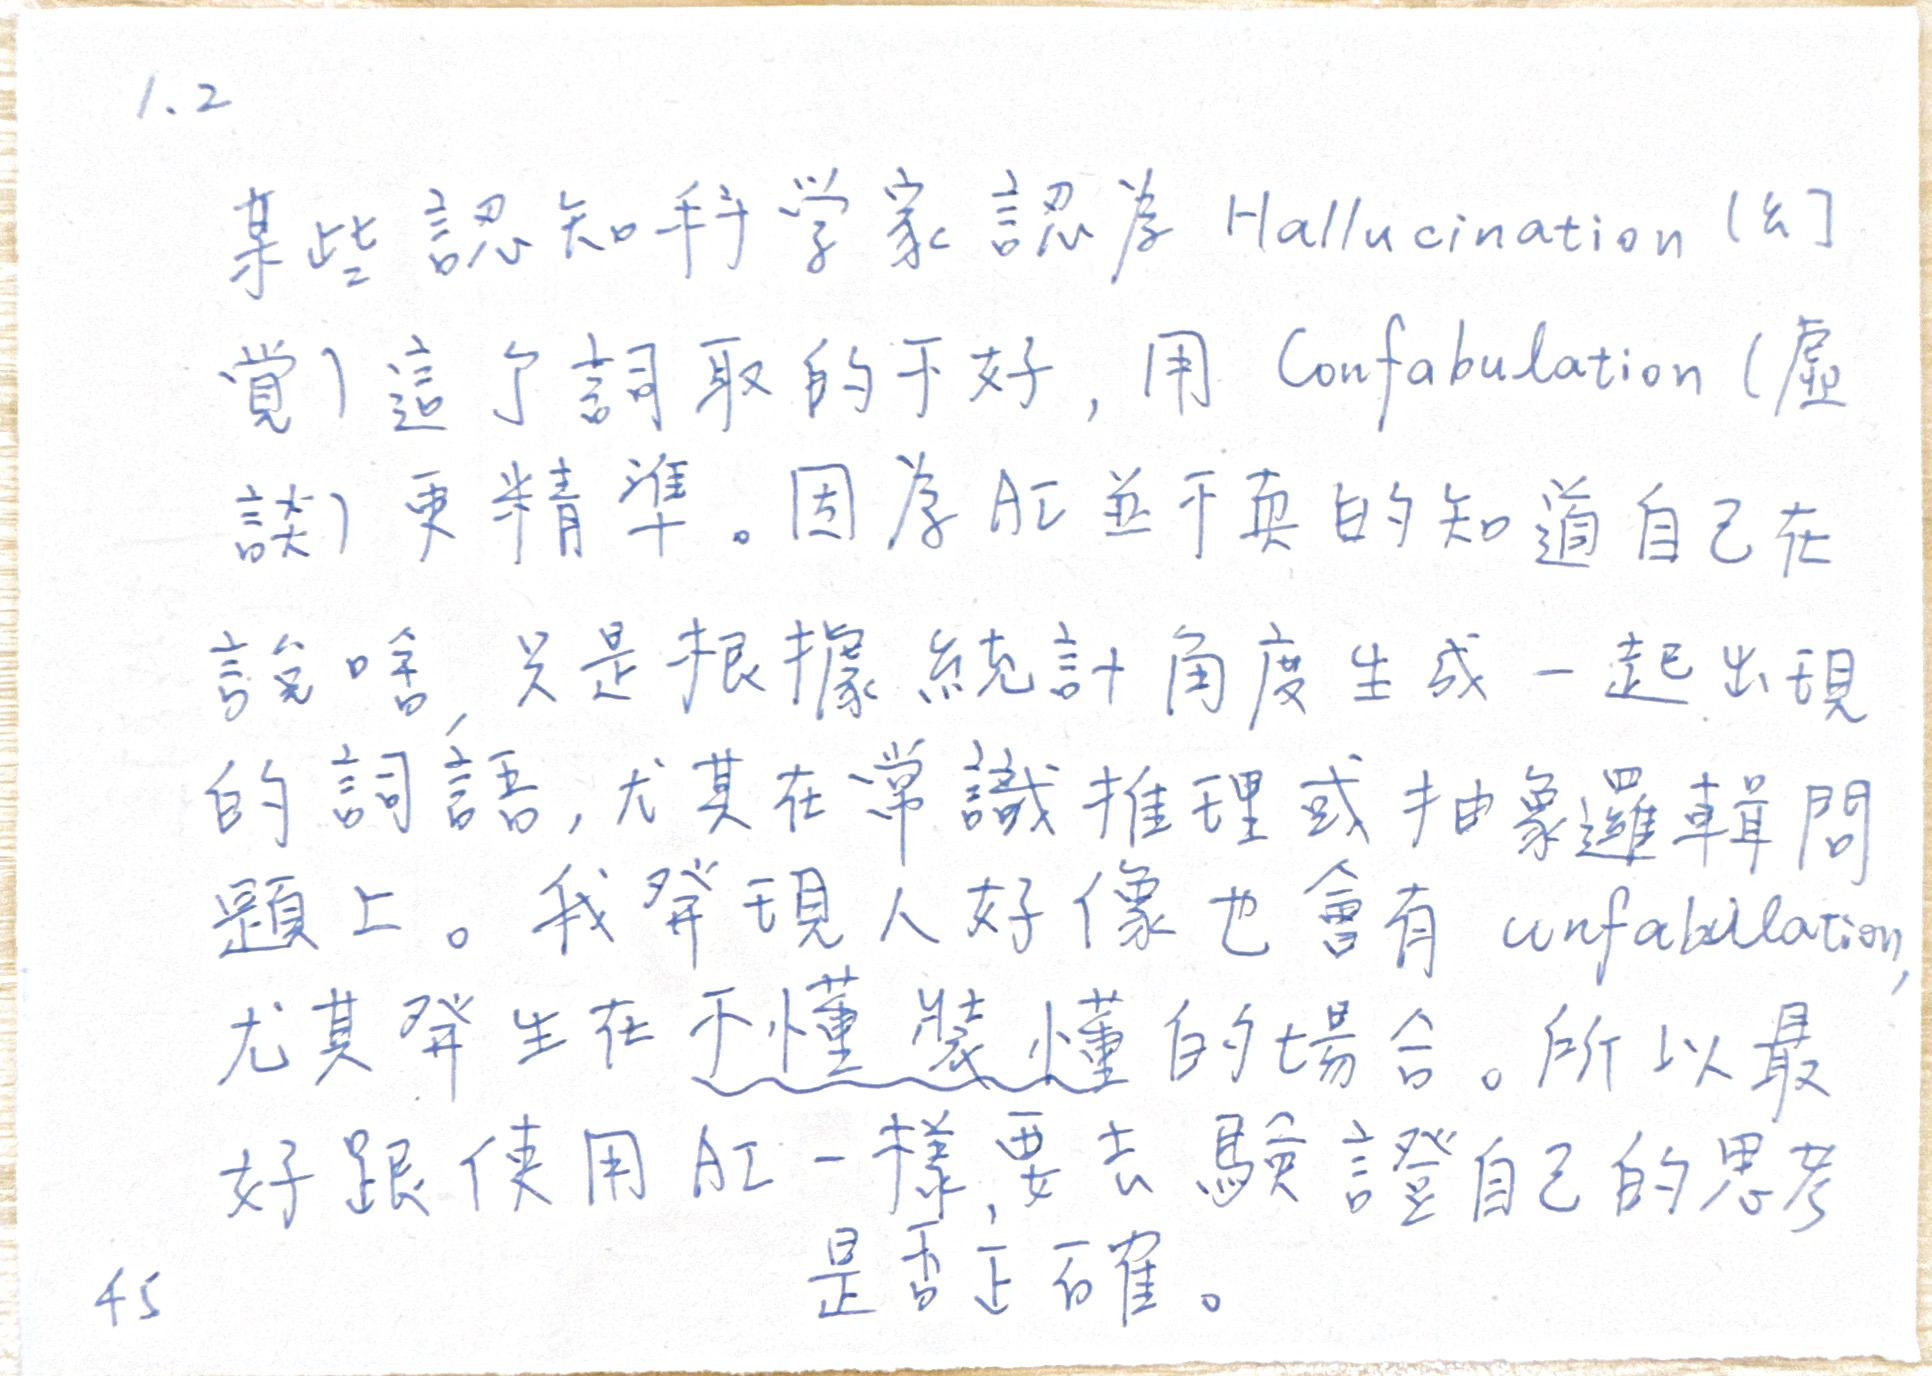 1.2
某些認知科学家認為 Hallucination (幻
覚) 這个詞取的不好, 用 Confabulation (虛
談) 更精準。因為AI並不真的知道自己在
說啥, 只是根據統計角度生成一起出現
的詞語, 尤其在常識推理或抽象邏輯問
題上。我発現人好像也會有 confabulation,
尤其発生在不懂裝懂的場合。所以最
好跟使用AI一樣, 要去驗證自己的思考
是否正確。
45